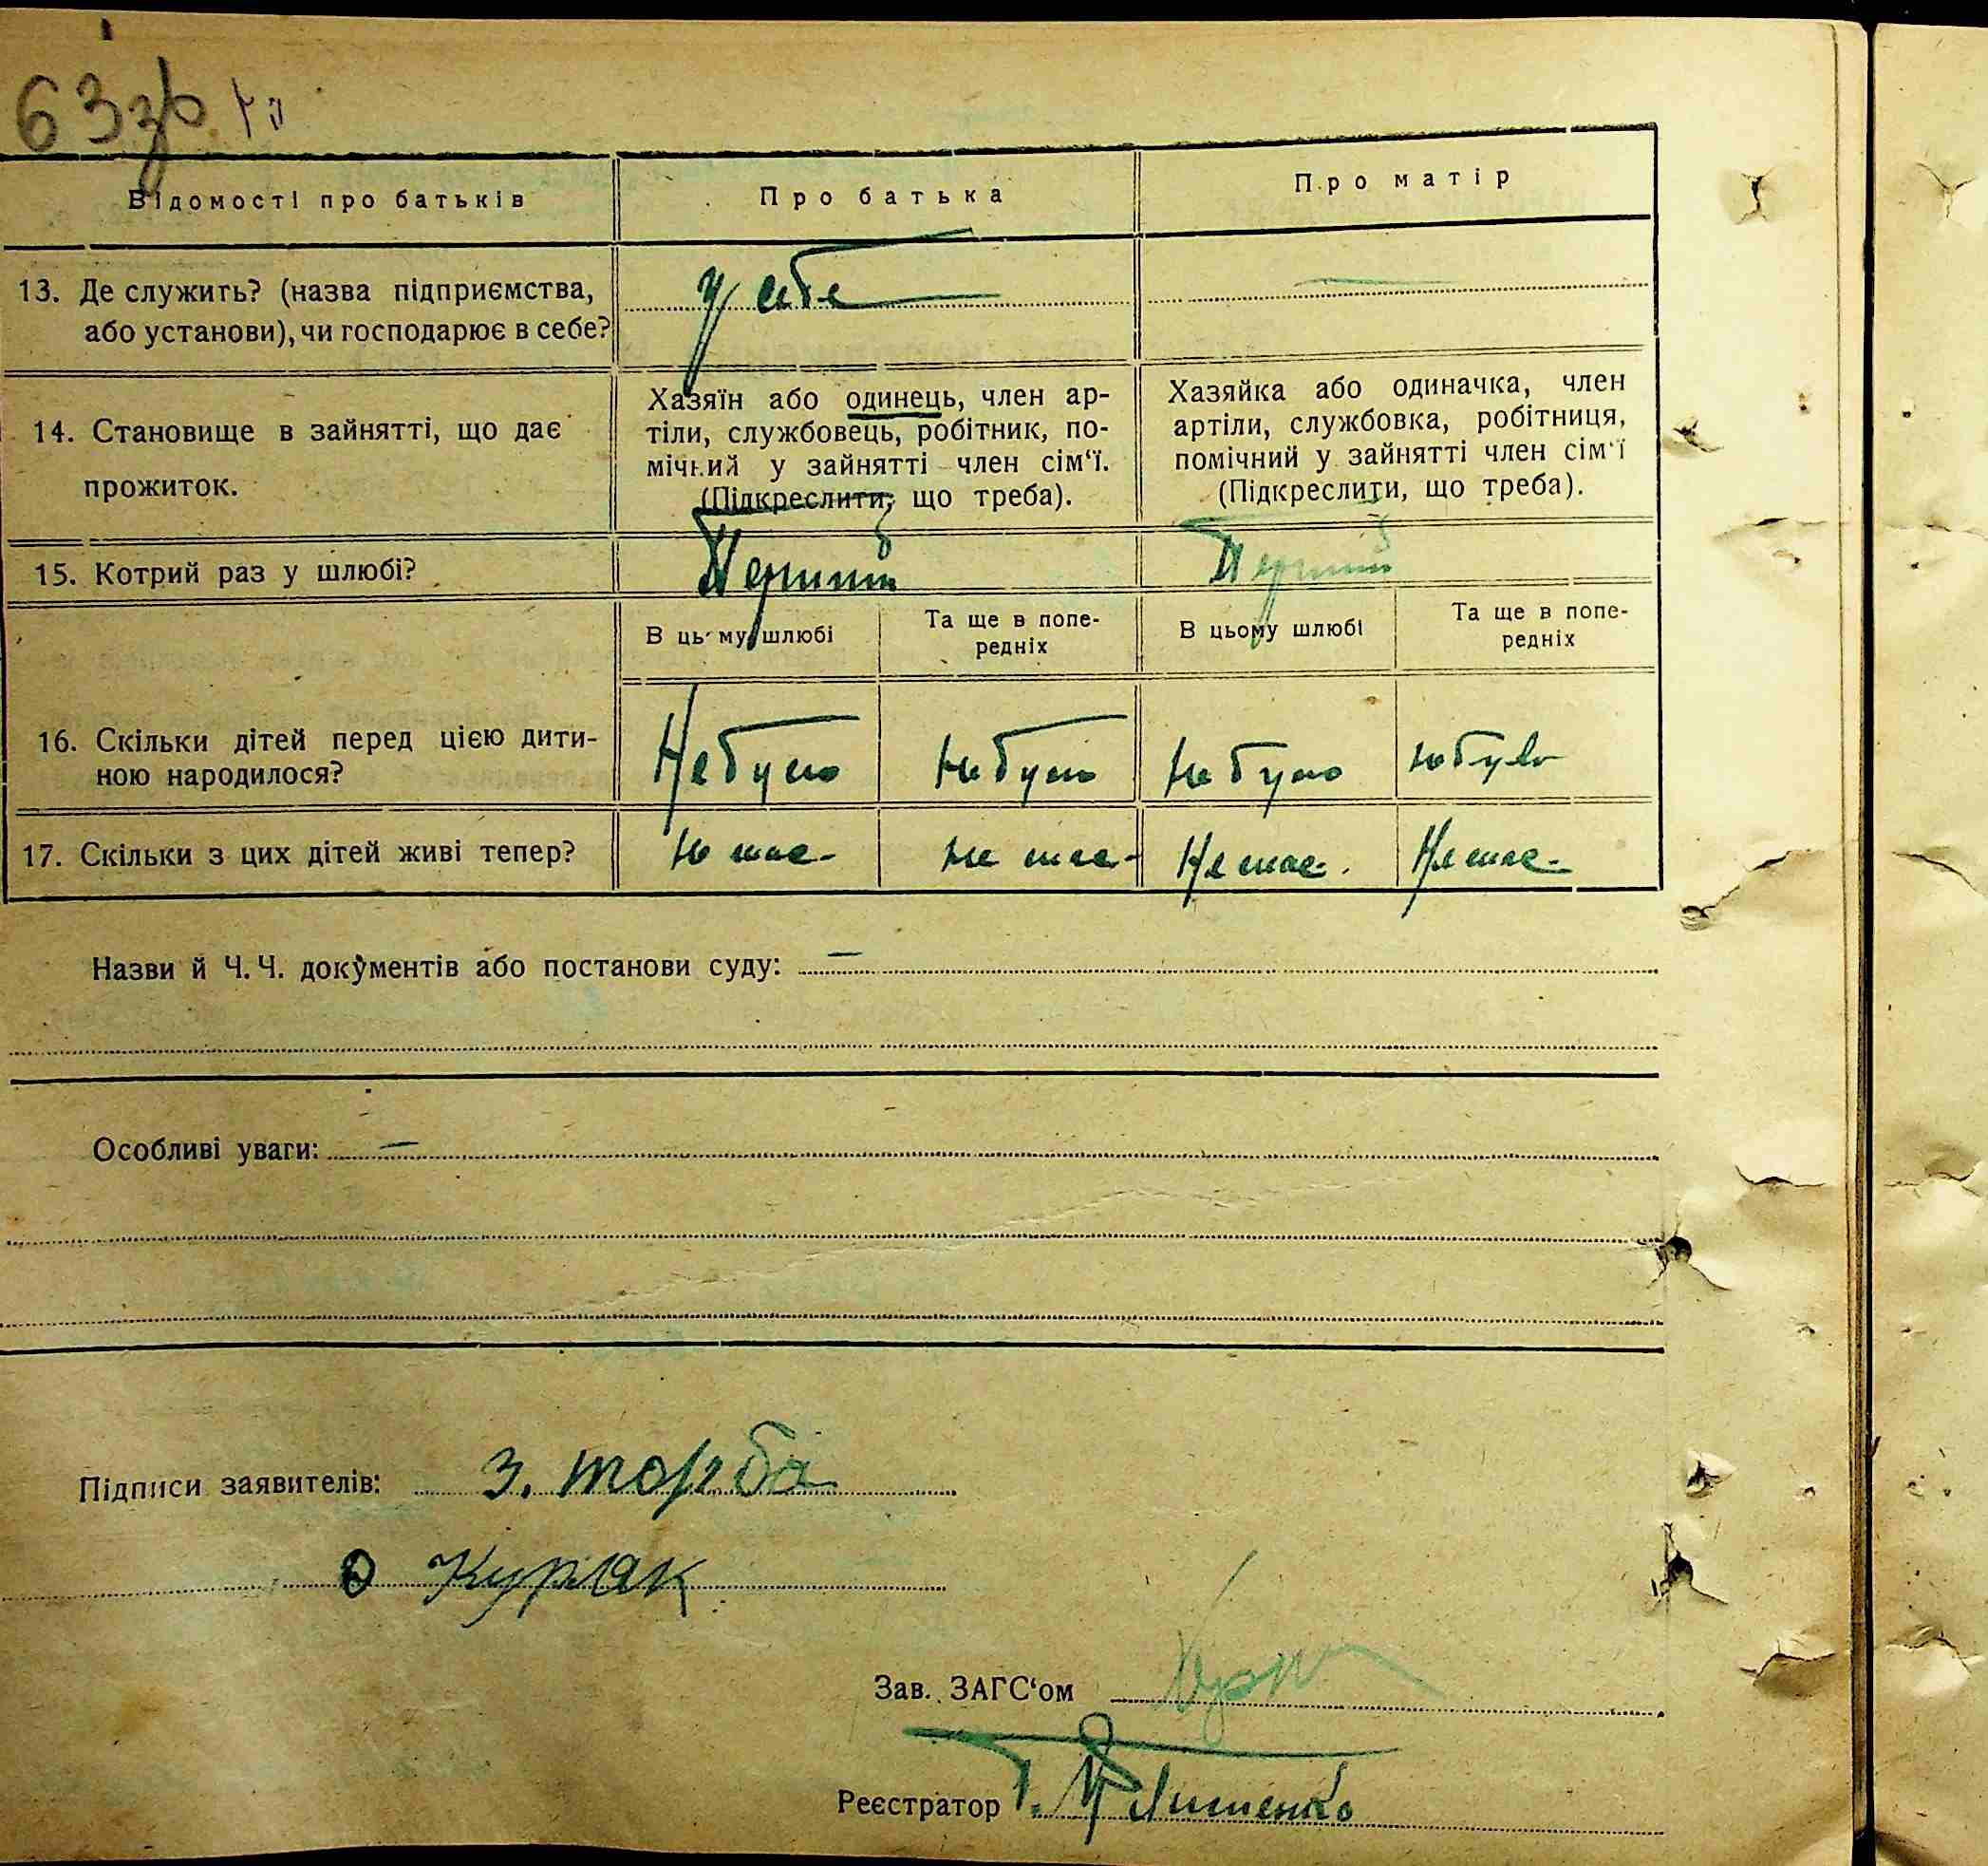 63зр
Відомості про батьків
Про батька
Про матір
13. Де служить? (назва підприємства,
або установи), чи господарює в себе?
у себе
—
14. Становище в зайнятті, що дає
прожиток.
Хазяїн або одинець, член ар-
тіли, службовець, робітник, по-
мічний у зайнятті член сім‘ї.
(Підкреслити, що треба).
Хазяйка або одиначка, член
артіли, службовка, робітниця,
помічний у зайнятті член сім‘ї
(Підкреслити, що треба).
15. Котрий раз у шлюбі?
Перший
Перший
В цьому шлюбі
Та ще в попе-
редніх
В цьому шлюбі
Та ще в попе-
редніх
16. Скільки дітей перед цією дити-
ною народилося?
Не було
не було
не було
не було
17. Скільки з цих дітей живі тепер?
не має
не має
Не має.
Не має
Назви й Ч. Ч. документів або постанови суду: —
Особливі уваги: —
Підписи заявителів: З. торба
О Куріак
Зав. ЗАГС‘ом
Реєстратор